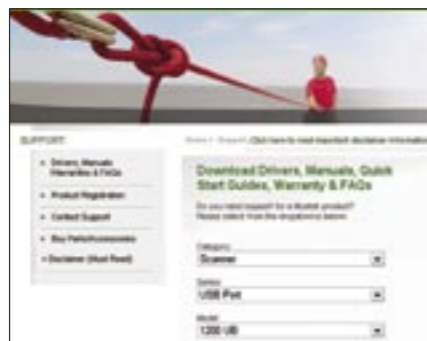 SUPPORT
Home > Support Click here to read important disclaimer information
Drivers, Manuals
Warranties & FAQs
Product Registration
Contact Support
Buy Parts/Accessories
Disclaimer (Must Read)
Download Drivers, Manuals, Quick
Start Guides, Warranty & FAQs
Do you need support for a Mustek product?
Please select from the dropdowns below.
Category
Scanner
Series
USB Port
Model
1200 UB